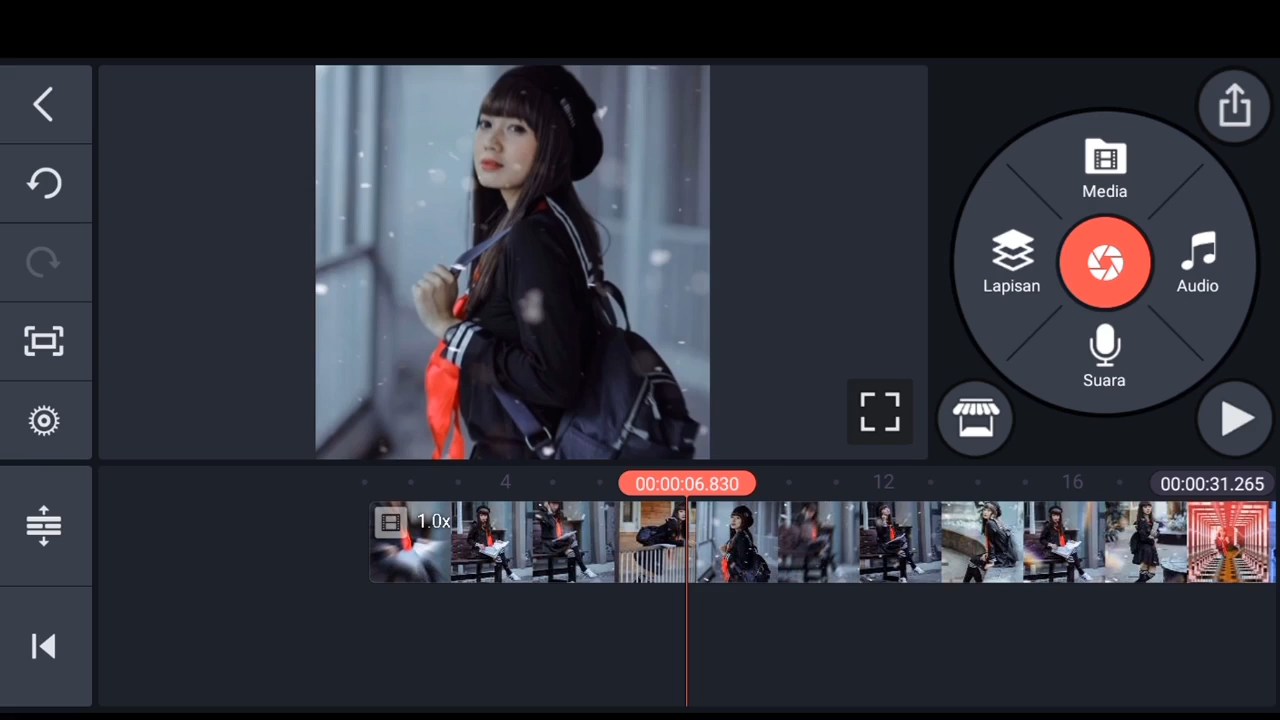 Media
Lapisan
Audio
Suara
4
00:00:06.830
12
16
00:00:31.265
1.0x